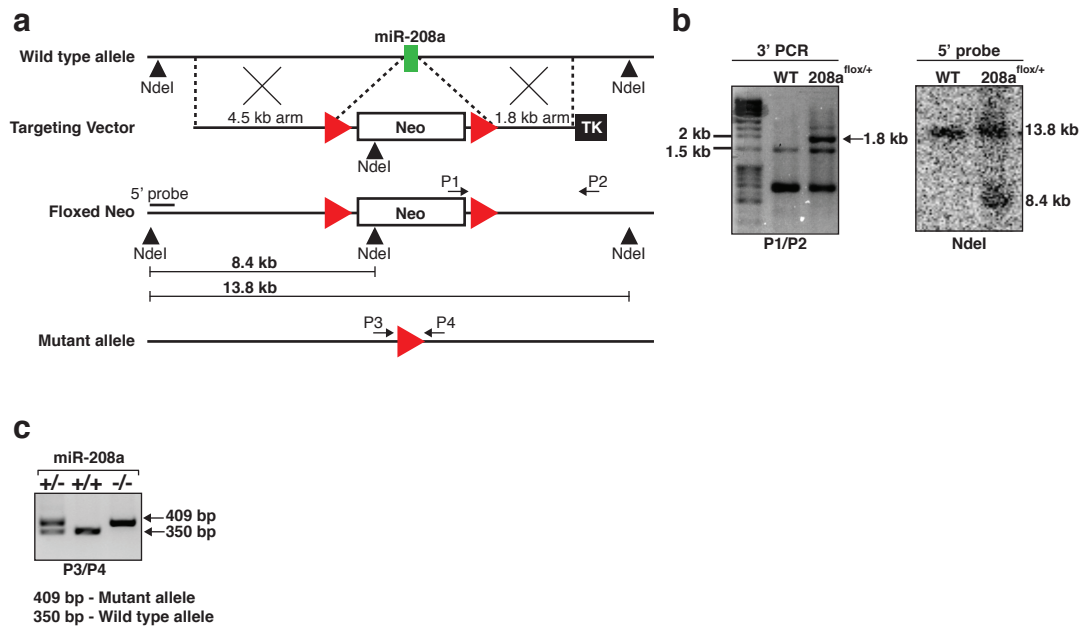 a
miR-208a
Wild type allele
NdeI
NdeI
4.5 kb arm
1.8 kb arm
Targeting Vector
Neo
TK
NdeI
5' probe
P1
P2
Floxed Neo
Neo
NdeI
NdeI
NdeI
8.4 kb
13.8 kb
P3
P4
Mutant allele
b
3' PCR
WT 208a flox/+
2 kb
1.5 kb
1.8 kb
P1/P2
5' probe
WT 208a flox/+
13.8 kb
8.4 kb
NdeI
c
miR-208a
+/- +/+ -/-
409 bp
350 bp
P3/P4
409 bp - Mutant allele
350 bp - Wild type allele